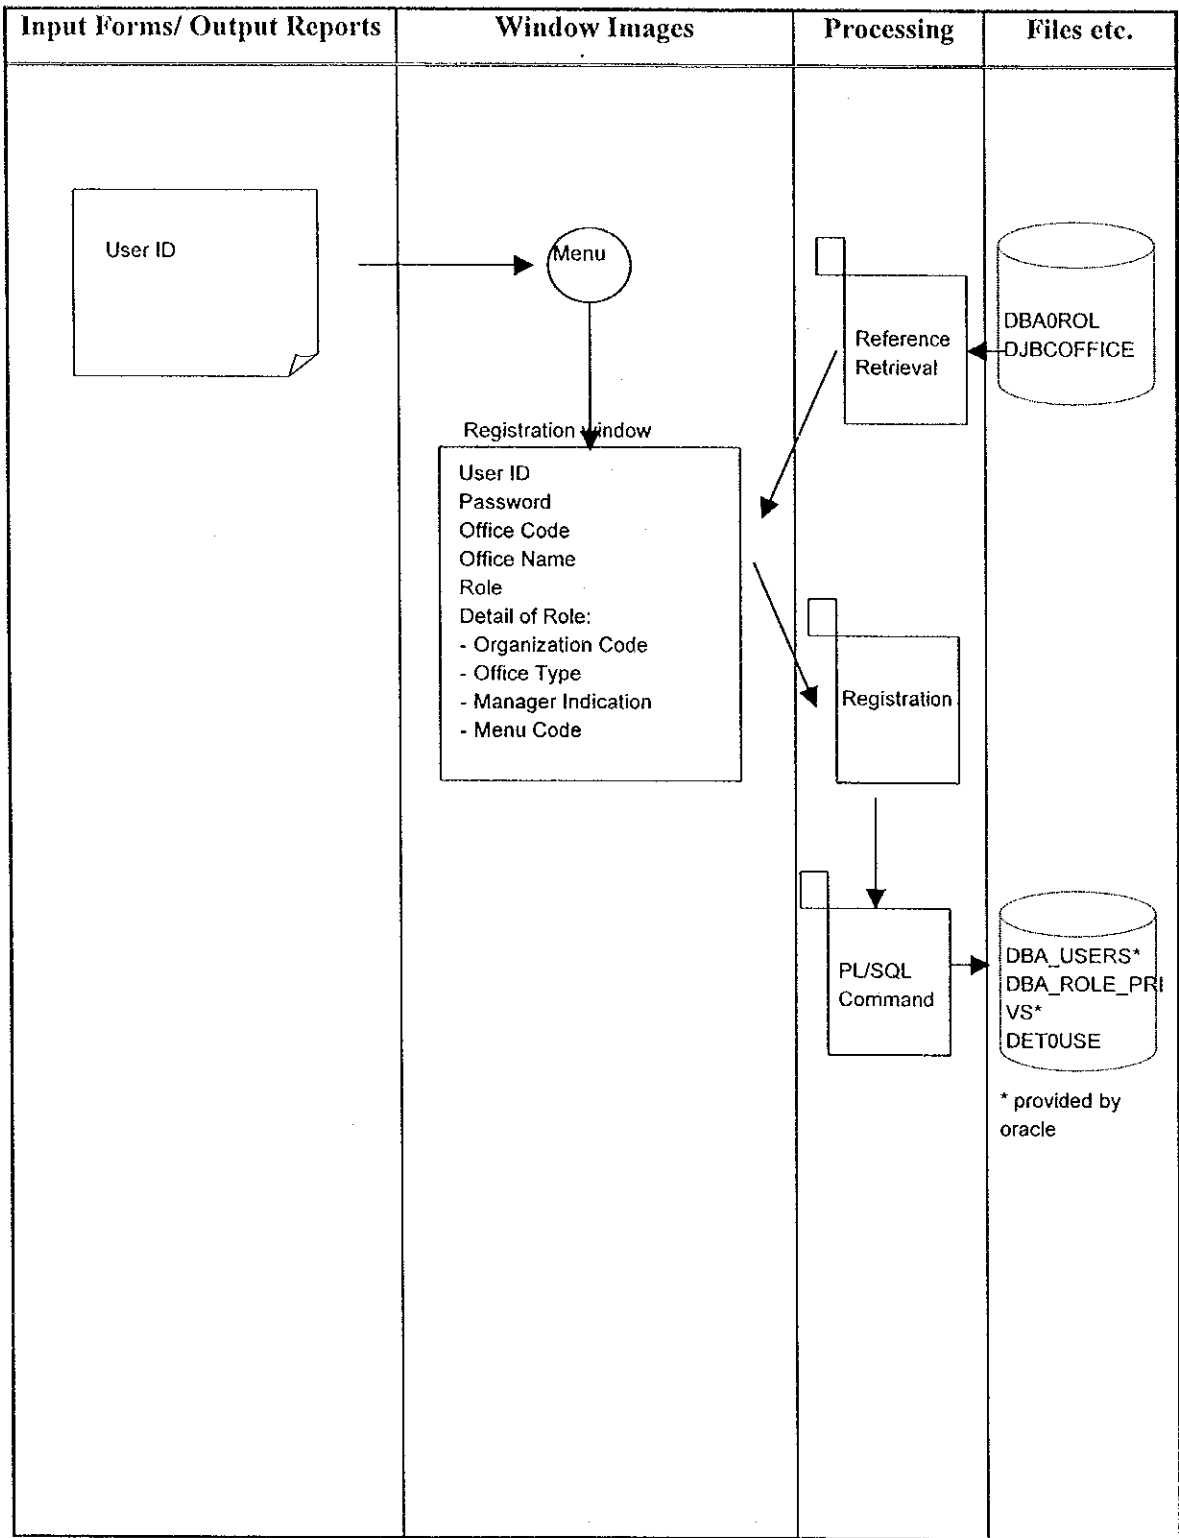 Input Forms/ Output Reports
Window Images
Processing
Files etc.
User ID
Menu
Reference
Retrieval
DBA0ROL
DJBCOFFICE
Registration window
User ID
Password
Office Code
Office Name
Role
Detail of Role:
- Organization Code
- Office Type
- Manager Indication
- Menu Code
Registration
PL/SQL
Command
DBA_USERS*
DBA_ROLE_PRI
VS*
DET0USE
* provided by
oracle